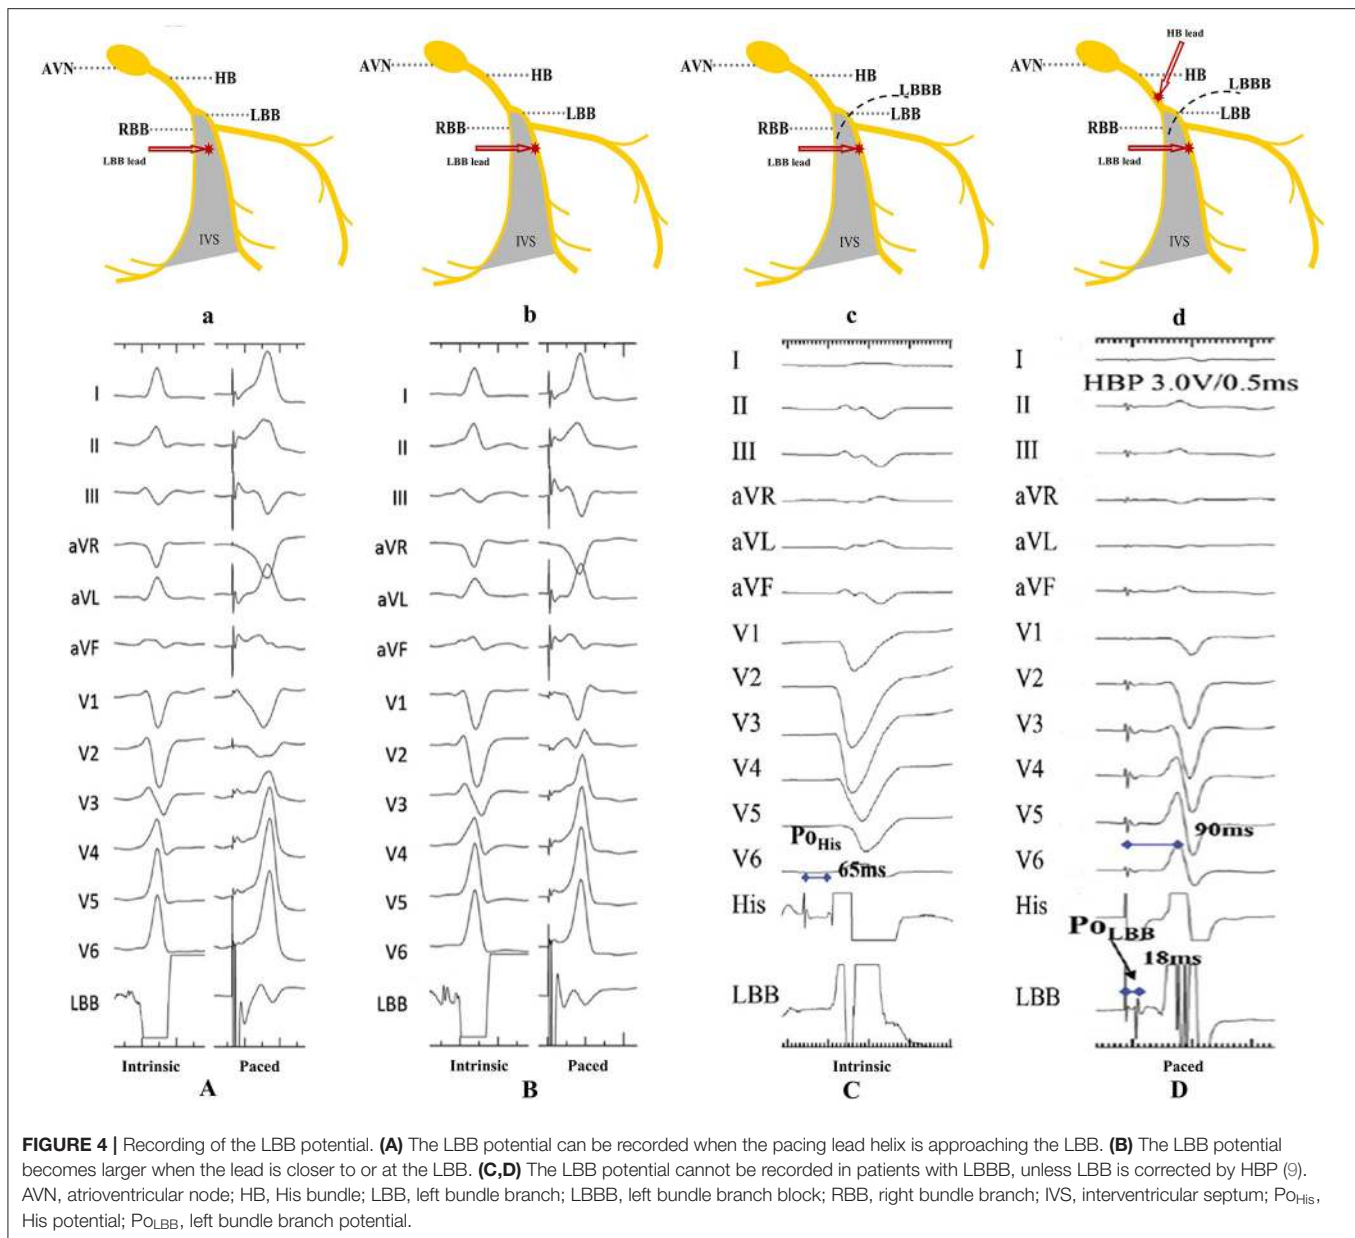 AVN
HB
LBB
RBB
LBB lead
IVS
a
AVN
HB
LBB
RBB
LBB lead
IVS
b
AVN
HB
LBBB
LBB
RBB
LBB lead
IVS
c
HB lead
AVN
HB
LBBB
LBB
RBB
LBB lead
IVS
d
I
II
III
aVR
aVL
aVF
V1
V2
V3
V4
V5
V6
LBB
Intrinsic
Paced
A
I
II
III
aVR
aVL
aVF
V1
V2
V3
V4
V5
V6
LBB
Intrinsic
Paced
B
I
II
III
aVR
aVL
aVF
V1
V2
V3
V4
V5
PoHis
V6
65ms
His
LBB
Intrinsic
C
I
HBP 3.0V/0.5ms
II
III
aVR
aVL
aVF
V1
V2
V3
V4
V5
90ms
V6
His
PoLBB
18ms
LBB
Paced
D
FIGURE 4 | Recording of the LBB potential. (A) The LBB potential can be recorded when the pacing lead helix is approaching the LBB. (B) The LBB potential
becomes larger when the lead is closer to or at the LBB. (C,D) The LBB potential cannot be recorded in patients with LBBB, unless LBB is corrected by HBP (9).
AVN, atrioventricular node; HB, His bundle; LBB, left bundle branch; LBBB, left bundle branch block; RBB, right bundle branch; IVS, interventricular septum; PoHis,
His potential; PoLBB, left bundle branch potential.